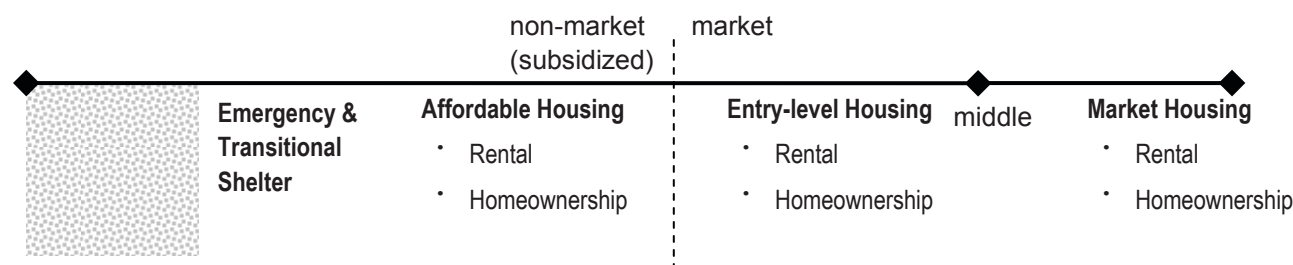 non-market
(subsidized)
market
Emergency &
Transitional
Shelter
Affordable Housing
· Rental
· Homeownership
Entry-level Housing
· Rental
· Homeownership
middle
Market Housing
· Rental
· Homeownership